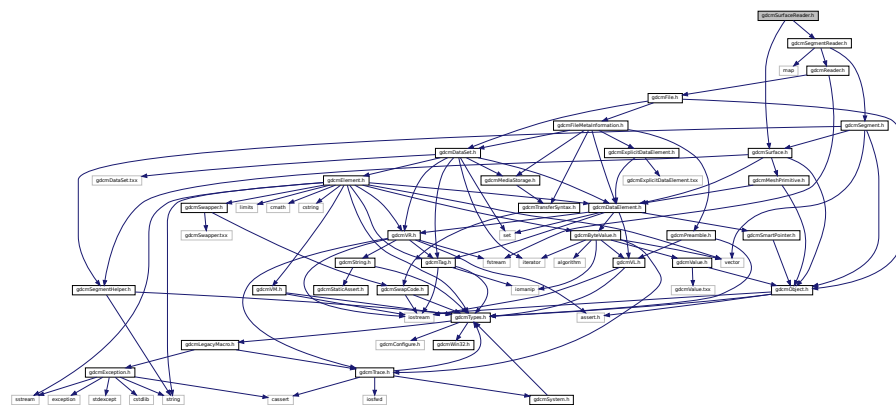 gdcmSurfaceReader.h
gdcmSegmentReader.h
map
gdcmReader.h
gdcmFile.h
gdcmFileMetaInformation.h
gdcmSegment.h
gdcmDataSet.h
gdcmExplicitDataElement.h
gdcmSurface.h
gdcmDataSet.txx
gdcmElement.h
gdcmMediaStorage.h
gdcmExplicitDataElement.txx
gdcmMeshPrimitive.h
gdcmSwapper.h
limits
cmath
cstring
gdcmTransferSyntax.h
gdcmDataElement.h
gdcmSwapper.txx
gdcmVR.h
set
gdcmByteValue.h
gdcmPreamble.h
gdcmSmartPointer.h
gdcmString.h
gdcmTag.h
fstream
iterator
algorithm
gdcmVL.h
gdcmValue.h
vector
gdcmSegmentHelper.h
gdcmVM.h
gdcmStaticAssert.h
gdcmSwapCode.h
iomanip
gdcmValue.txx
gdcmObject.h
iostream
gdcmTypes.h
assert.h
gdcmLegacyMacro.h
gdcmConfigure.h
gdcmWin32.h
gdcmException.h
gdcmTrace.h
sstream
exception
stdexcept
cstdlib
string
cassert
iosfwd
gdcmSystem.h